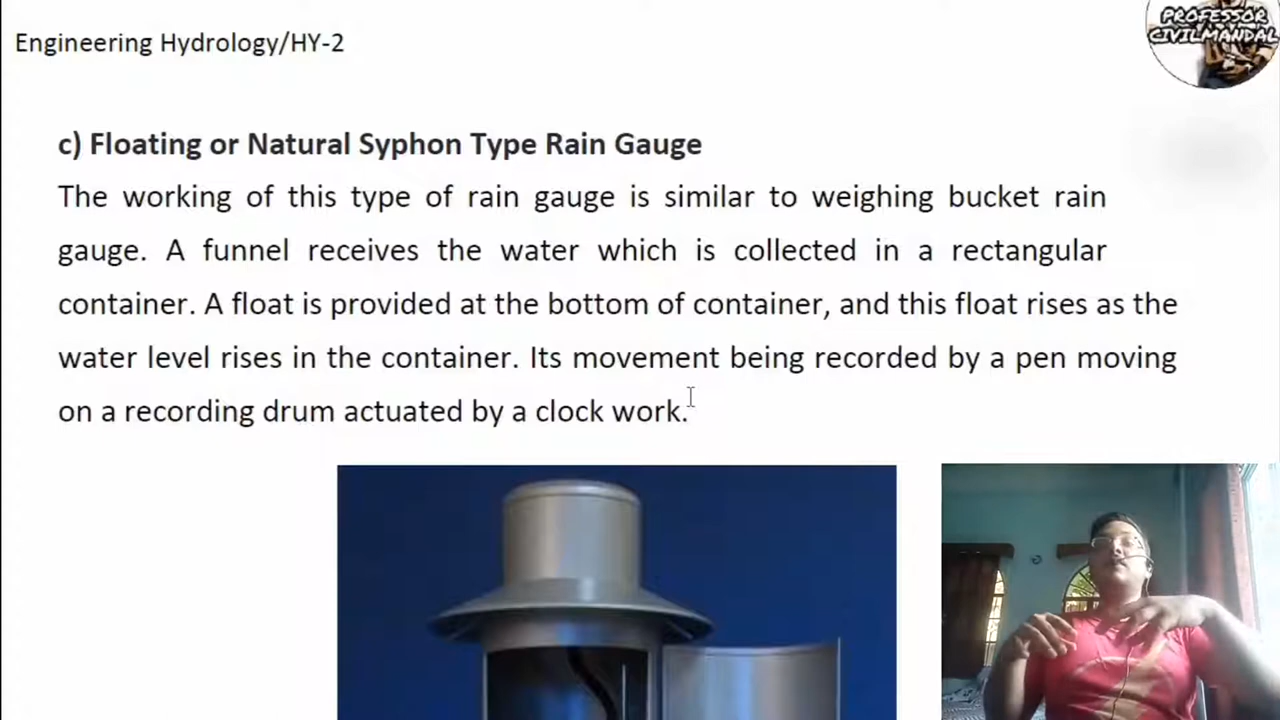 PROFESSOR
CIVILMANDAL
Engineering Hydrology/HY-2
c) Floating or Natural Syphon Type Rain Gauge
The working of this type of rain gauge is similar to weighing bucket rain
gauge. A funnel receives the water which is collected in a rectangular
container. A float is provided at the bottom of container, and this float rises as the
water level rises in the container. Its movement being recorded by a pen moving
on a recording drum actuated by a clock work.